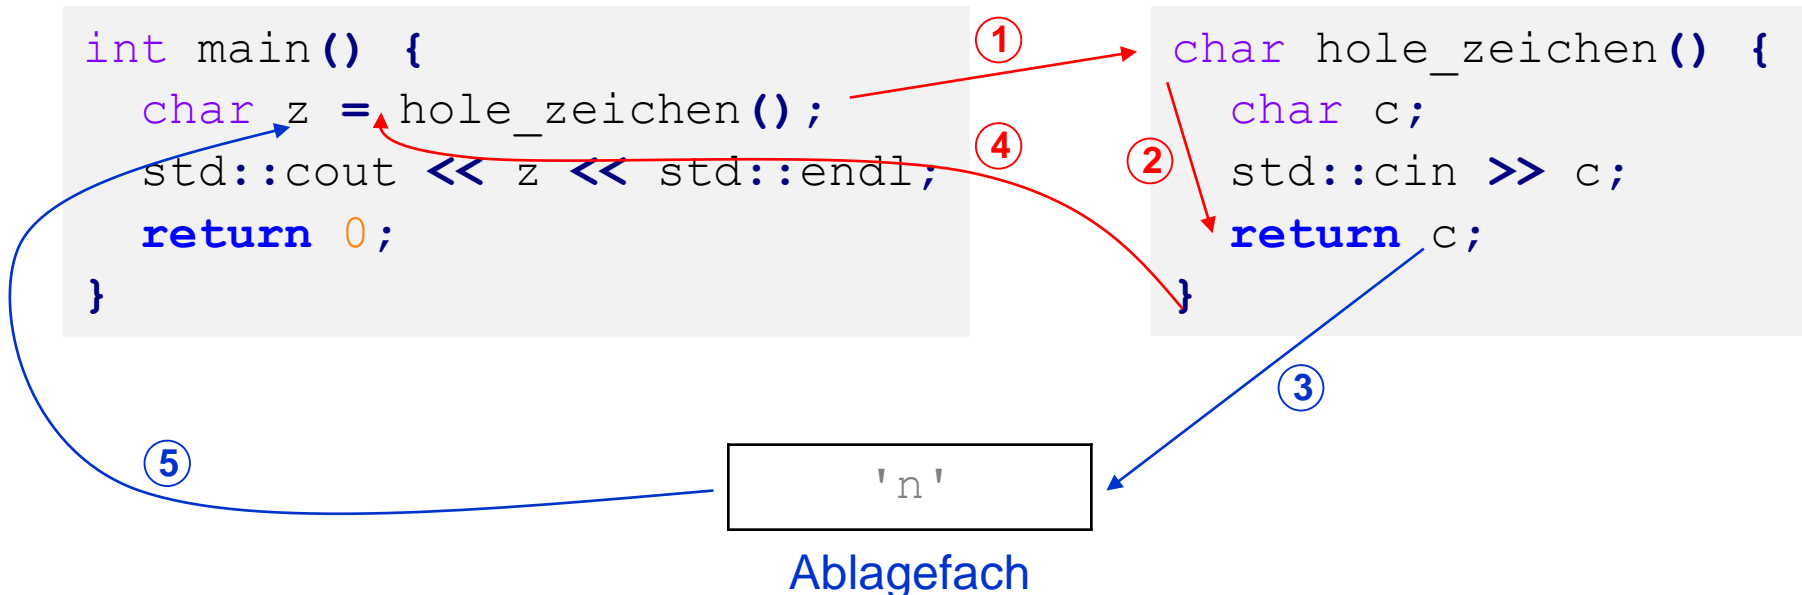 int main() {
char z = hole_zeichen();
std::cout << z << std::endl;
return 0;
}
1
4
char hole_zeichen() {
char c;
std::cin >> c;
return c;
}
2
3
5
'n'
Ablagefach